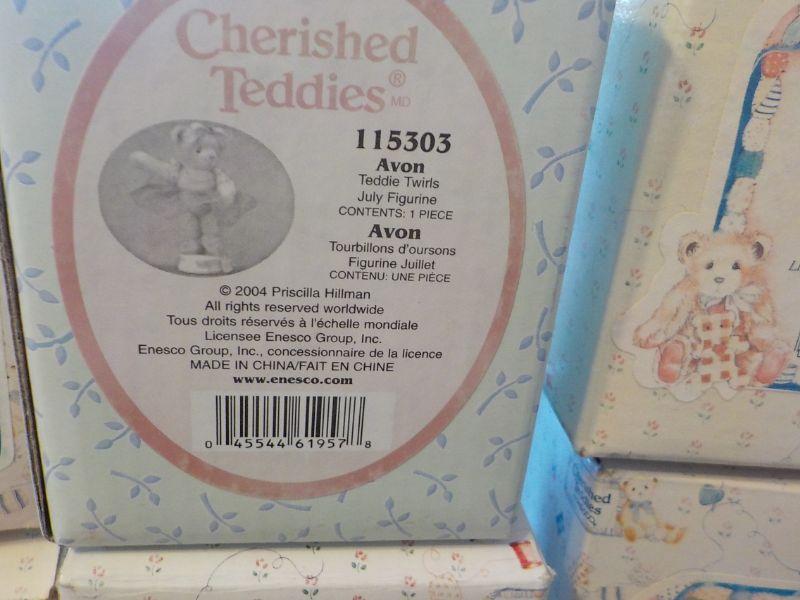 Cherished
Teddies® MD
115303
Avon
Teddie Twirls
July Figurine
CONTENTS: 1 PIECE
Avon
Tourbillons d'oursons
Figurine Juillet
CONTENU: UNE PIÈCE
© 2004 Priscilla Hillman
All rights reserved worldwide
Tous droits réservés à l'échelle mondiale
Licensee Enesco Group, Inc.
Enesco Group, Inc., concessionnaire de la licence
MADE IN CHINA/FAIT EN CHINE
www.enesco.com
0 45544 61957 8